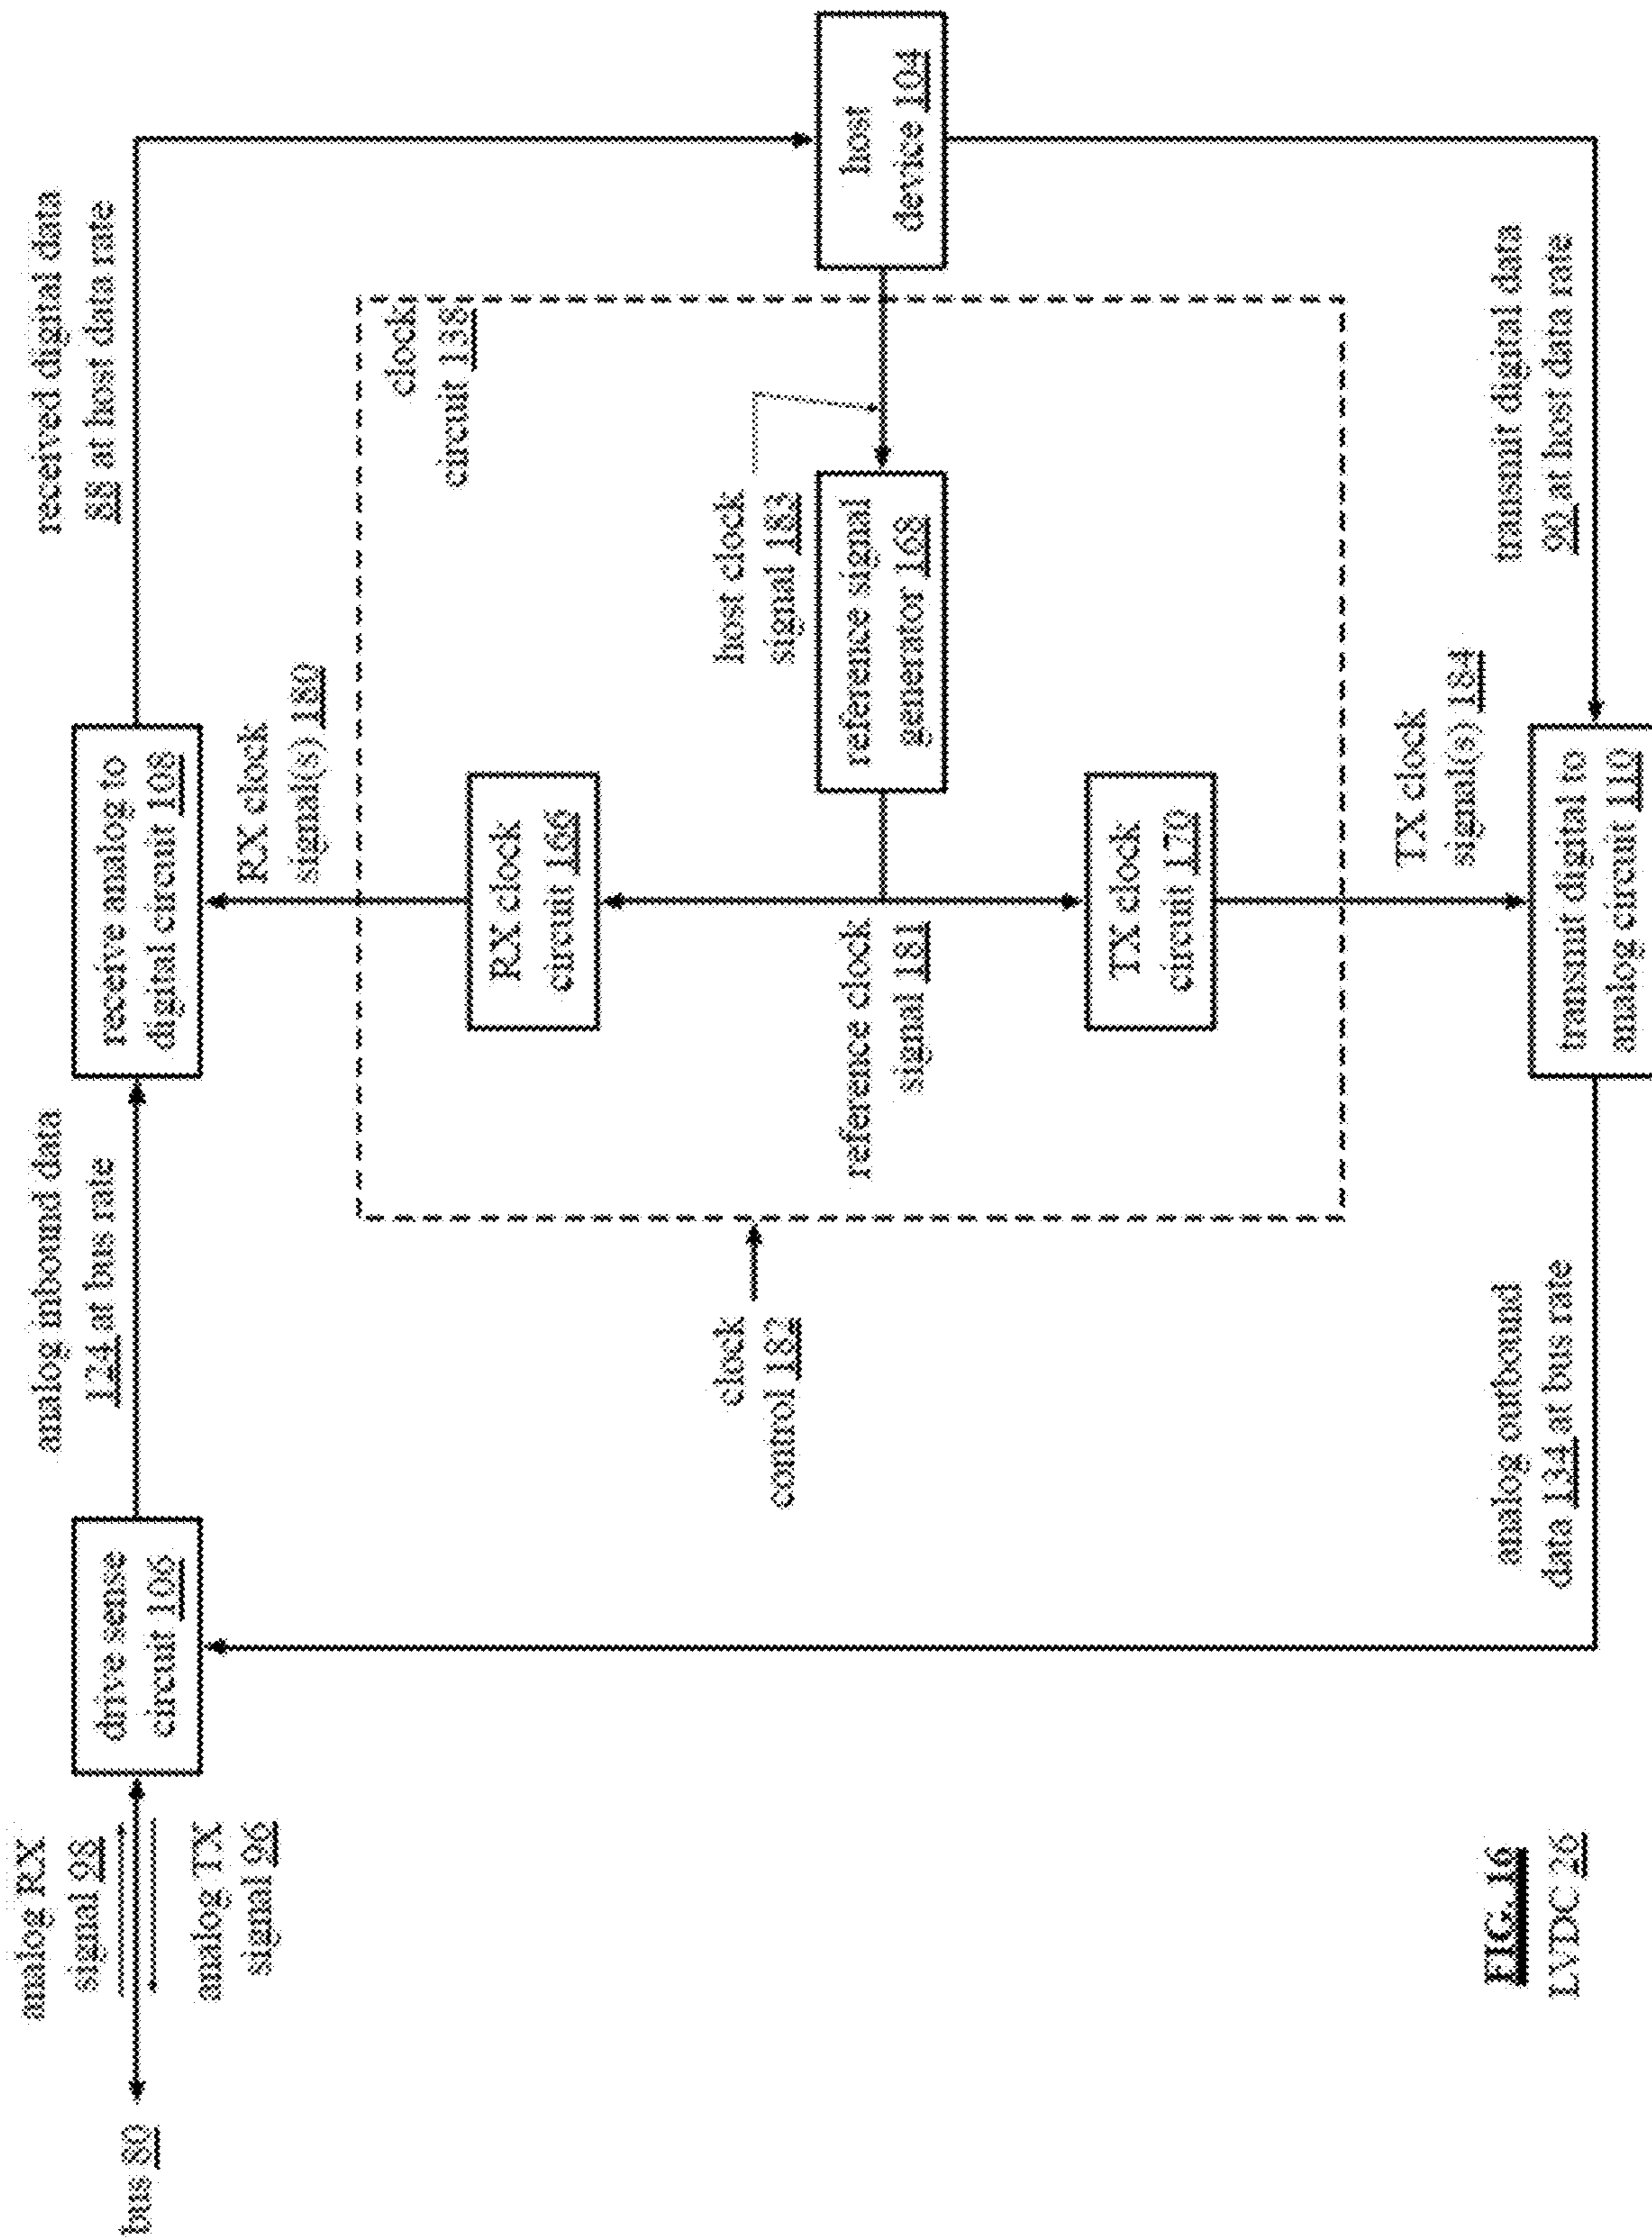 analog RX
signal 98
analog TX
signal 96
bus 80
drive sense
circuit 106
analog inbound data
124 at bus rate
receive analog to
digital circuit 108
received digital data
88 at host data rate
RX clock
signal(s) 180
clock
circuit 138
RX clock
circuit 166
clock
control 182
reference clock
signal 181
host clock
signal 183
reference signal
generator 168
host
device 104
TX clock
circuit 170
TX clock
signal(s) 184
transmit digital data
90 at host data rate
transmit digital to
analog circuit 110
analog outbound
data 134 at bus rate
FIG. 16
LVDC 26